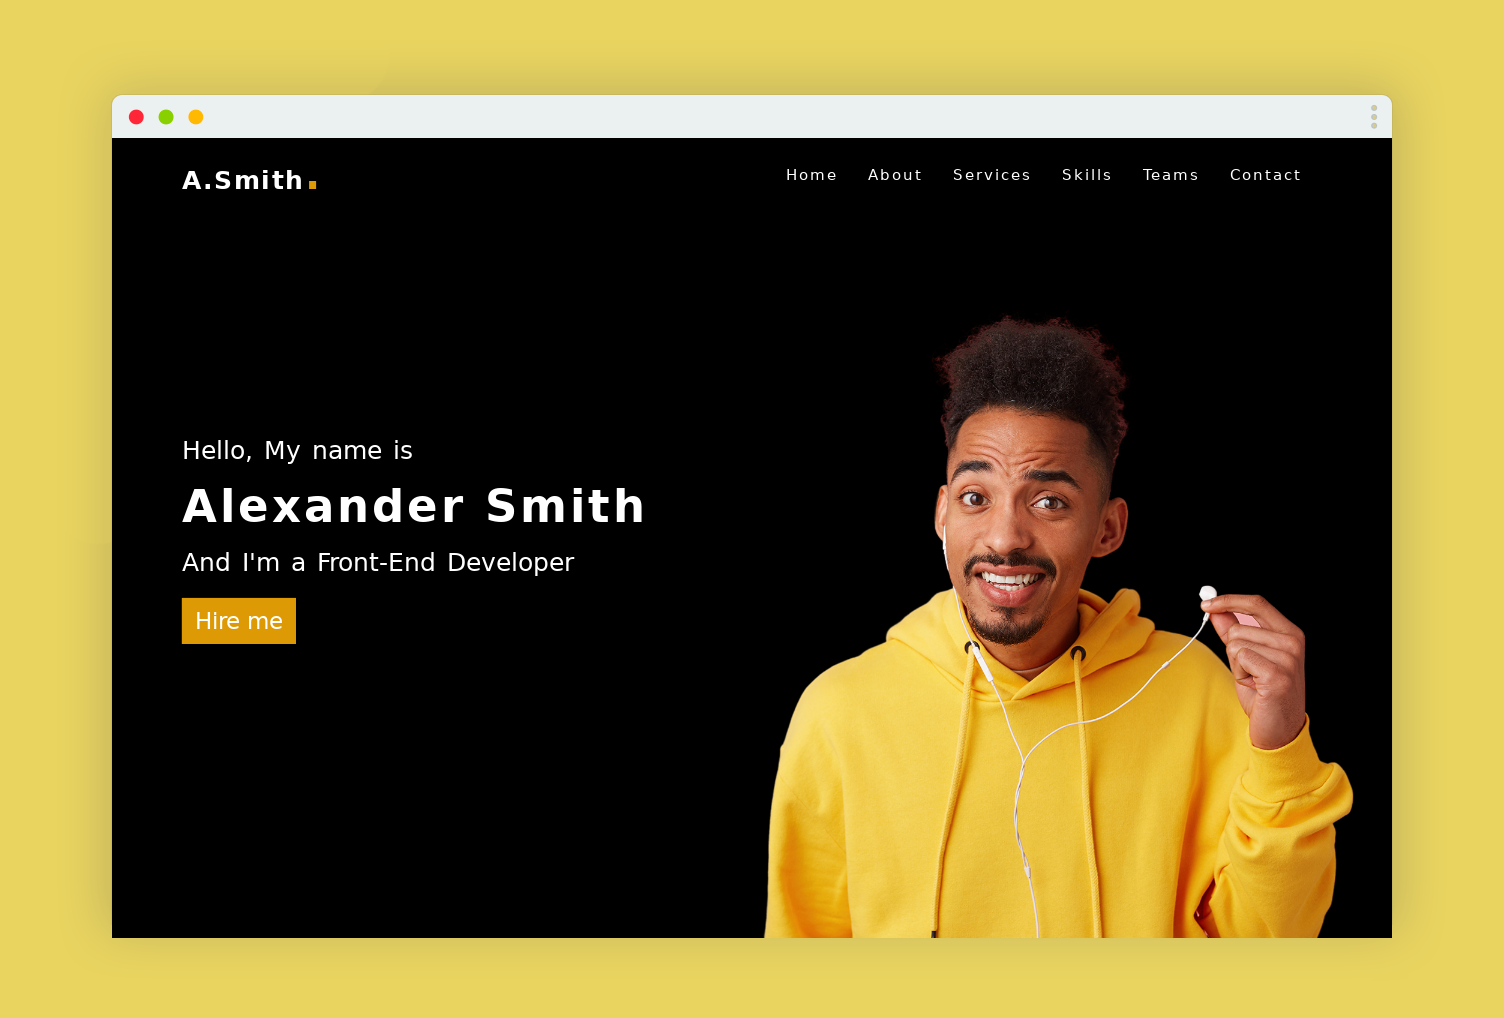 A.Smith.
Home About Services Skills Teams Contact
Hello, My name is
Alexander Smith
And I'm a Front-End Developer
Hire me